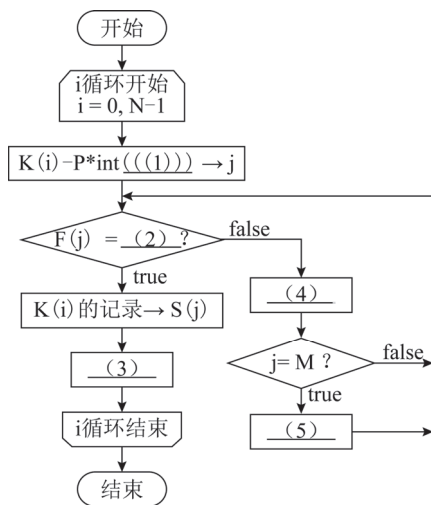 开始
i循环开始
i = 0, N-1
K(i)-P*int(((1))) → j
F(j) = (2)?
false
true
K(i)的记录→ S(j)
(4)
(3)
j= M ?
false
true
i循环结束
(5)
结束